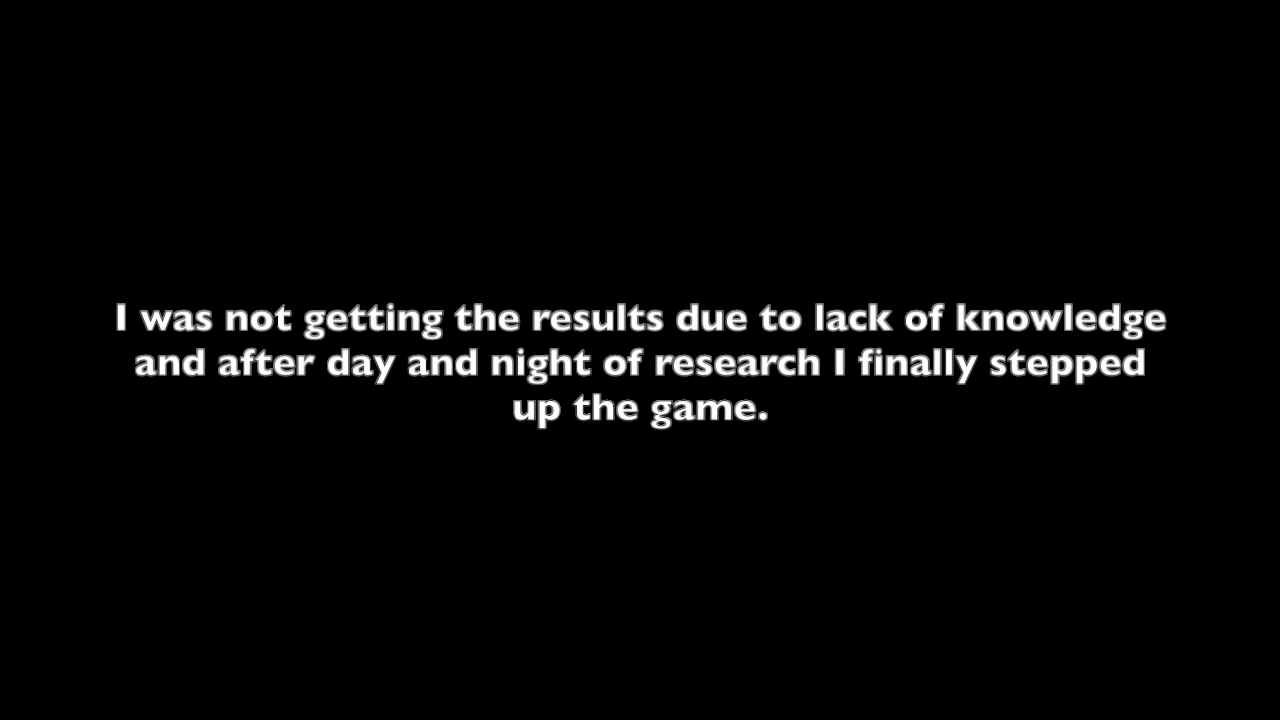 I was not getting the results due to lack of knowledge
and after day and night of research I finally stepped
up the game.